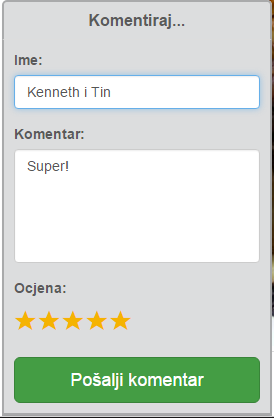 Komentiraj...
Ime:
Kenneth i Tin
Komentar:
Super!
Ocjena:
Pošalji komentar